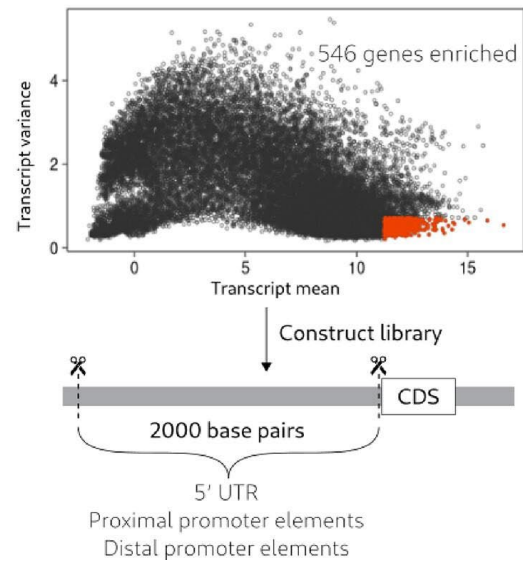 546 genes enriched
Transcript variance
4
2
0
0
5
10
15
Transcript mean
Construct library
CDS
2000 base pairs
5' UTR
Proximal promoter elements
Distal promoter elements